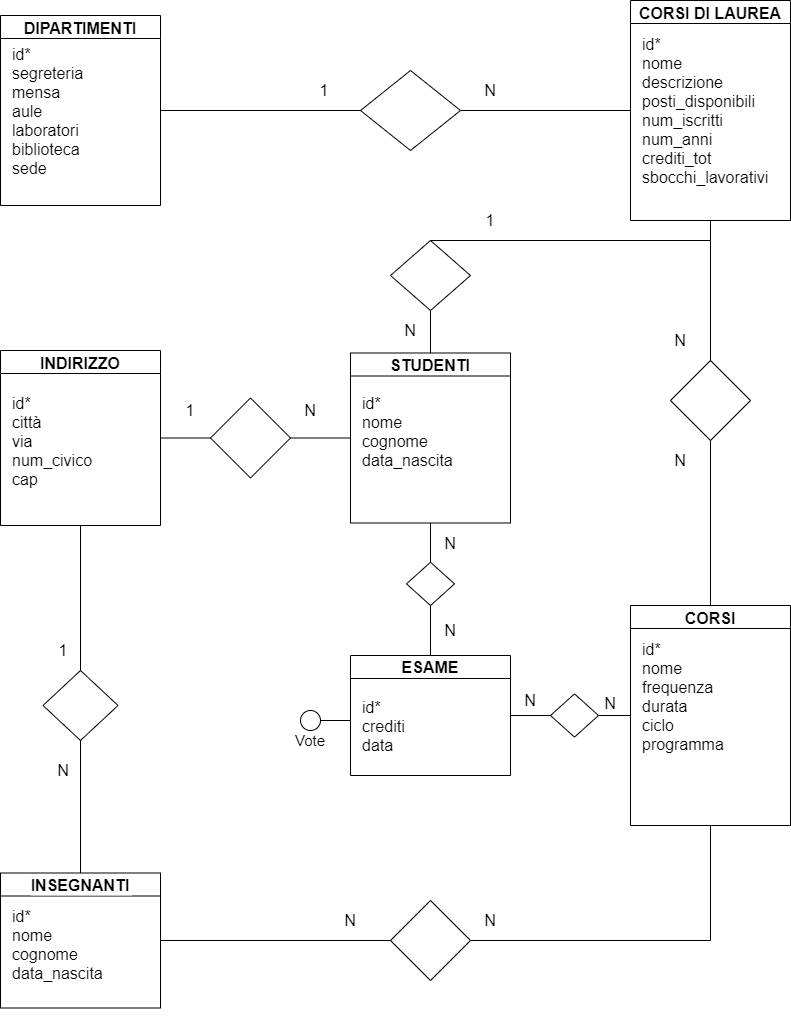 DIPARTIMENTI
id*
segreteria
mensa
aule
laboratori
biblioteca
sede
1
N
CORSI DI LAUREA
id*
nome
descrizione
posti_disponibili
num_iscritti
num_anni
crediti_tot
sbocchi_lavorativi
1
N
N
N
INDIRIZZO
id*
città
via
num_civico
cap
1
N
STUDENTI
id*
nome
cognome
data_nascita
N
N
ESAME
id*
crediti
data
Vote
N
N
CORSI
id*
nome
frequenza
durata
ciclo
programma
1
N
INSEGNANTI
id*
nome
cognome
data_nascita
N
N